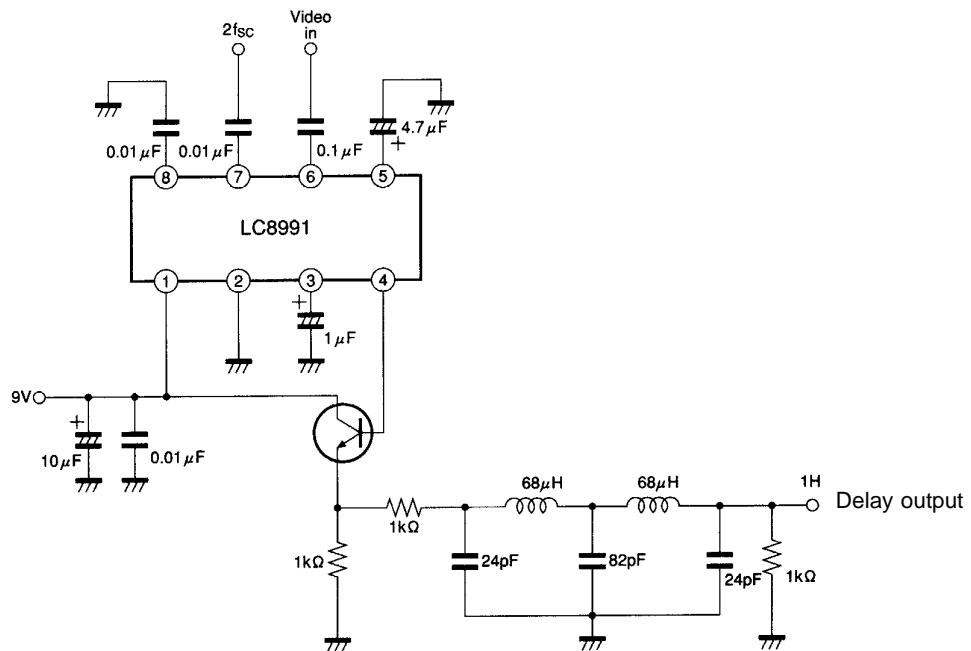 2fsc
Video
in
0.01μF
0.01μF
0.1μF
4.7μF
+
8
7
6
5
LC8991
1
2
3
4
+
1μF
9V
+
10μF
0.01μF
68μH
68μH
1H
Delay output
1kΩ
1kΩ
24pF
82pF
24pF
1kΩ